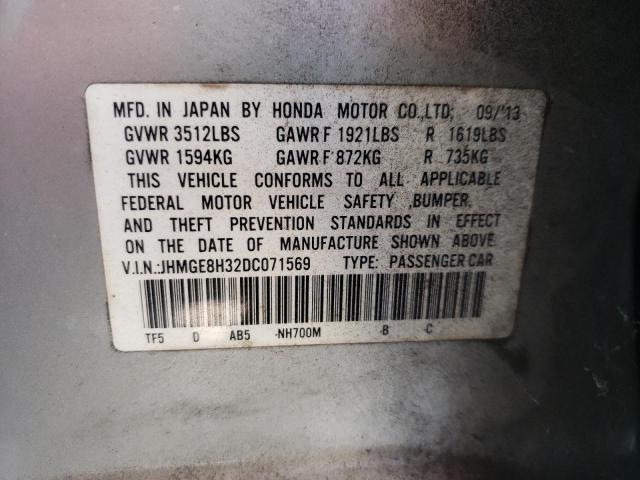 MFD. IN JAPAN BY HONDA MOTOR CO.,LTD; 09/'13
GVWR 3512LBS GAWR F 1921LBS R 1619LBS
GVWR 1594KG GAWR F 872KG R 735KG
THIS VEHICLE CONFORMS TO ALL APPLICABLE
FEDERAL MOTOR VEHICLE SAFETY ,BUMPER,
AND THEFT PREVENTION STANDARDS IN EFFECT
ON THE DATE OF MANUFACTURE SHOWN ABOVE.
V.I.N.:JHMGE8H32DC071569 TYPE: PASSENGER CAR
TF5 D AB5 -NH700M -B -C